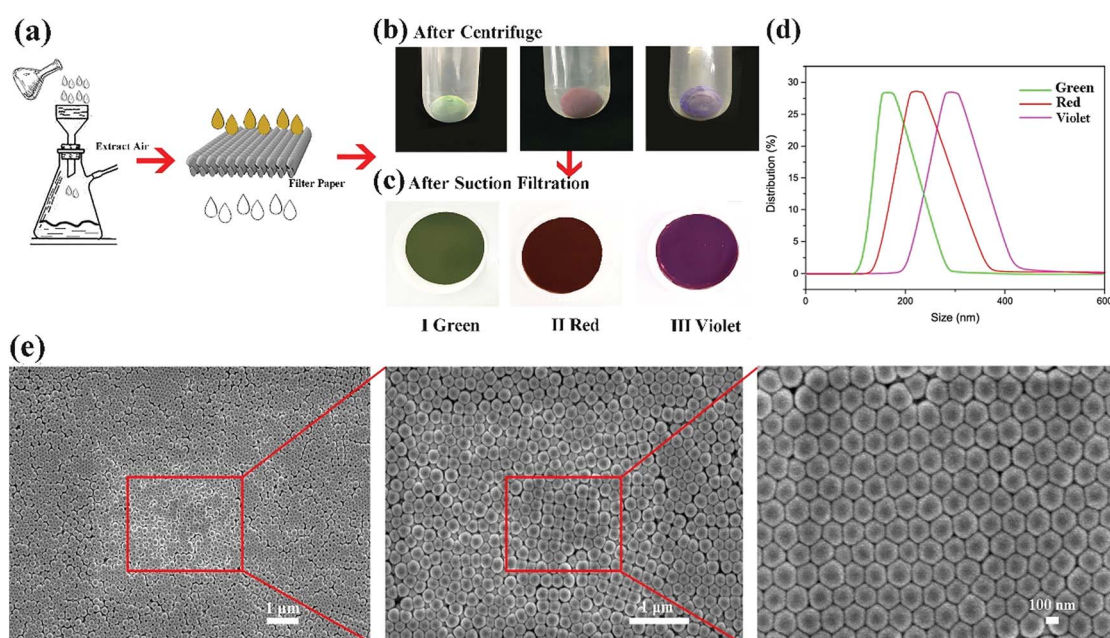 (a)
Extract Air
Filter Paper
(b) After Centrifuge
(c) After Suction Filtration
I Green
II Red
III Violet
(d)
Green
Red
Violet
Distribution (%)
30
25
20
15
10
5
0
0
200
400
600
Size (nm)
(e)
1 μm
1 μm
100 nm